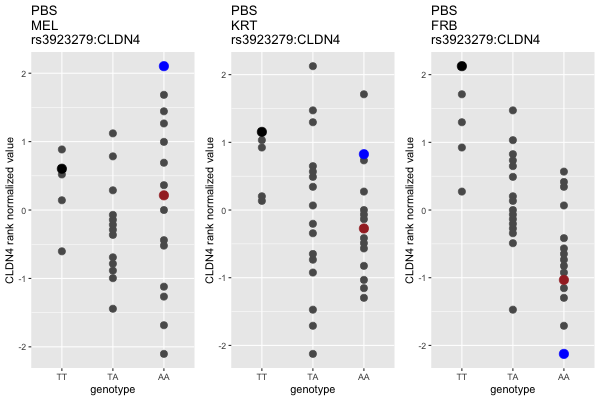 PBS
MEL
rs3923279:CLDN4
CLDN4 rank normalized value
2
1
0
-1
-2
TT
TA
AA
genotype
PBS
KRT
rs3923279:CLDN4
CLDN4 rank normalized value
2
1
0
-1
-2
TT
TA
AA
genotype
PBS
FRB
rs3923279:CLDN4
CLDN4 rank normalized value
2
1
0
-1
-2
TT
TA
AA
genotype